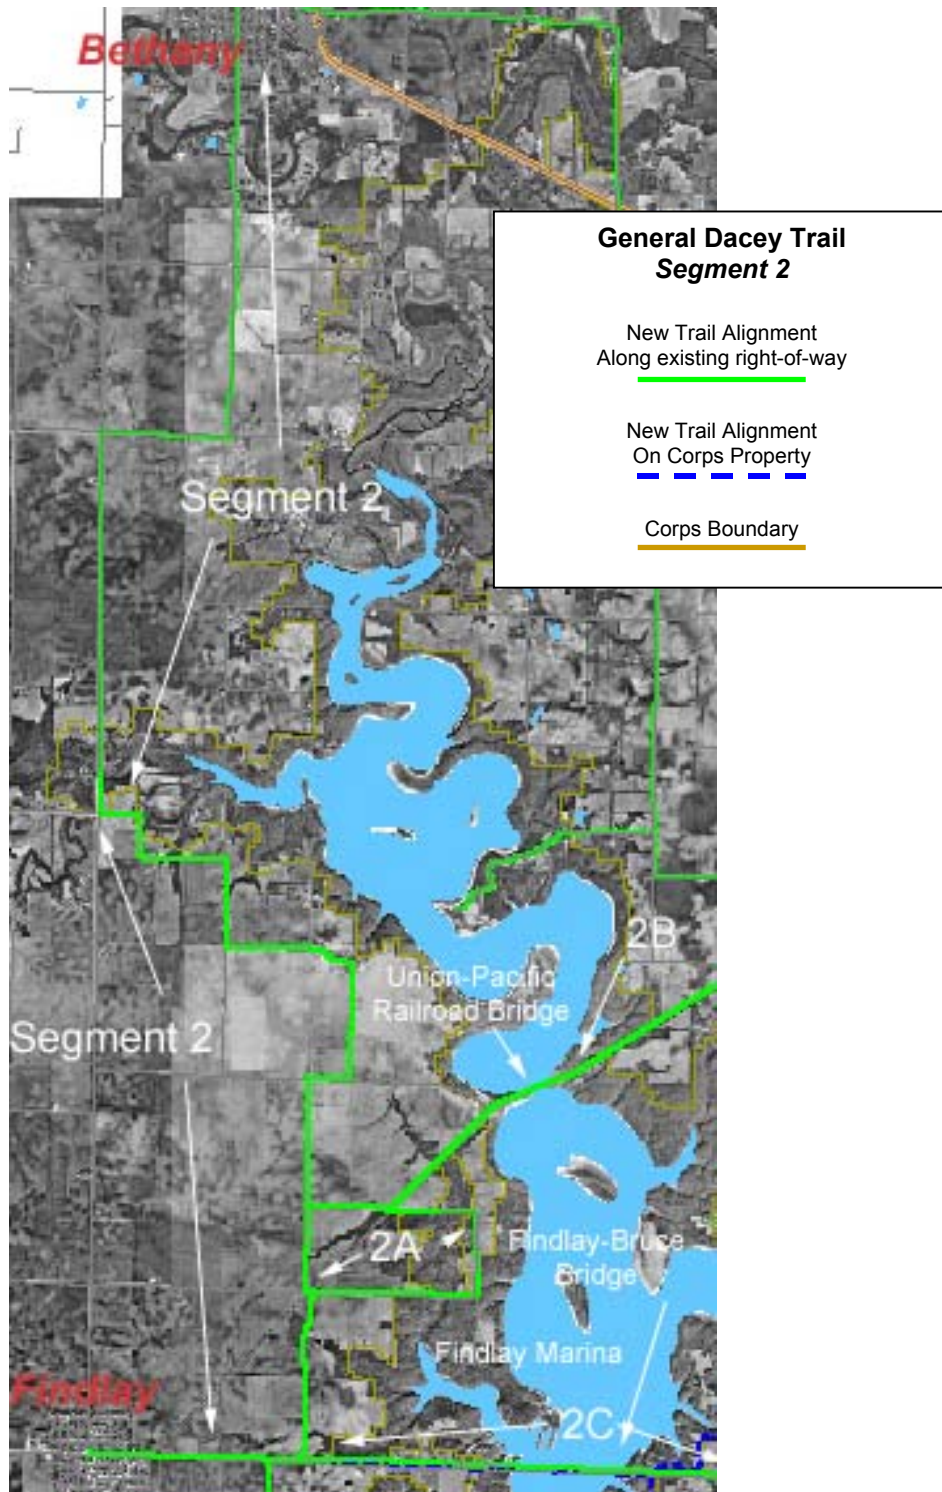 Bethany
General Dacey Trail
Segment 2
New Trail Alignment
Along existing right-of-way
New Trail Alignment
On Corps Property
Corps Boundary
Segment 2
2B
Union-Pacific
Railroad Bridge
Segment 2
2A
Findlay-Bruce
Bridge
Findlay Marina
Findlay
2C